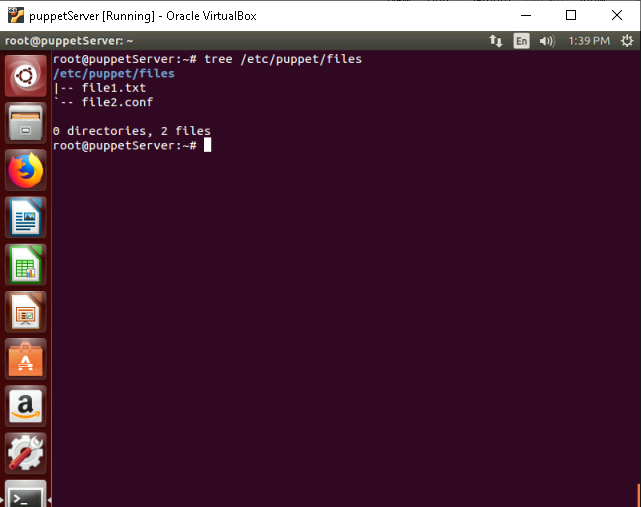 puppetServer [Running] - Oracle VirtualBox
root@puppetServer: ~
En
1:39 PM
root@puppetServer:~# tree /etc/puppet/files
/etc/puppet/files
|-- file1.txt
`-- file2.conf
0 directories, 2 files
root@puppetServer:~#